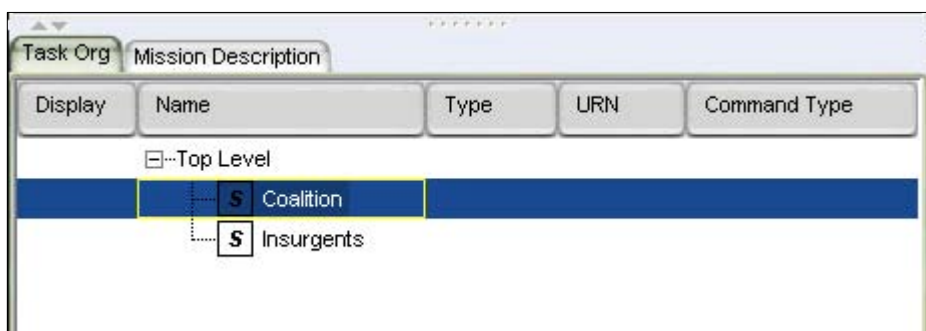 Task Org Mission Description
Display Name Type URN Command Type
Top Level
S Coalition
S Insurgents